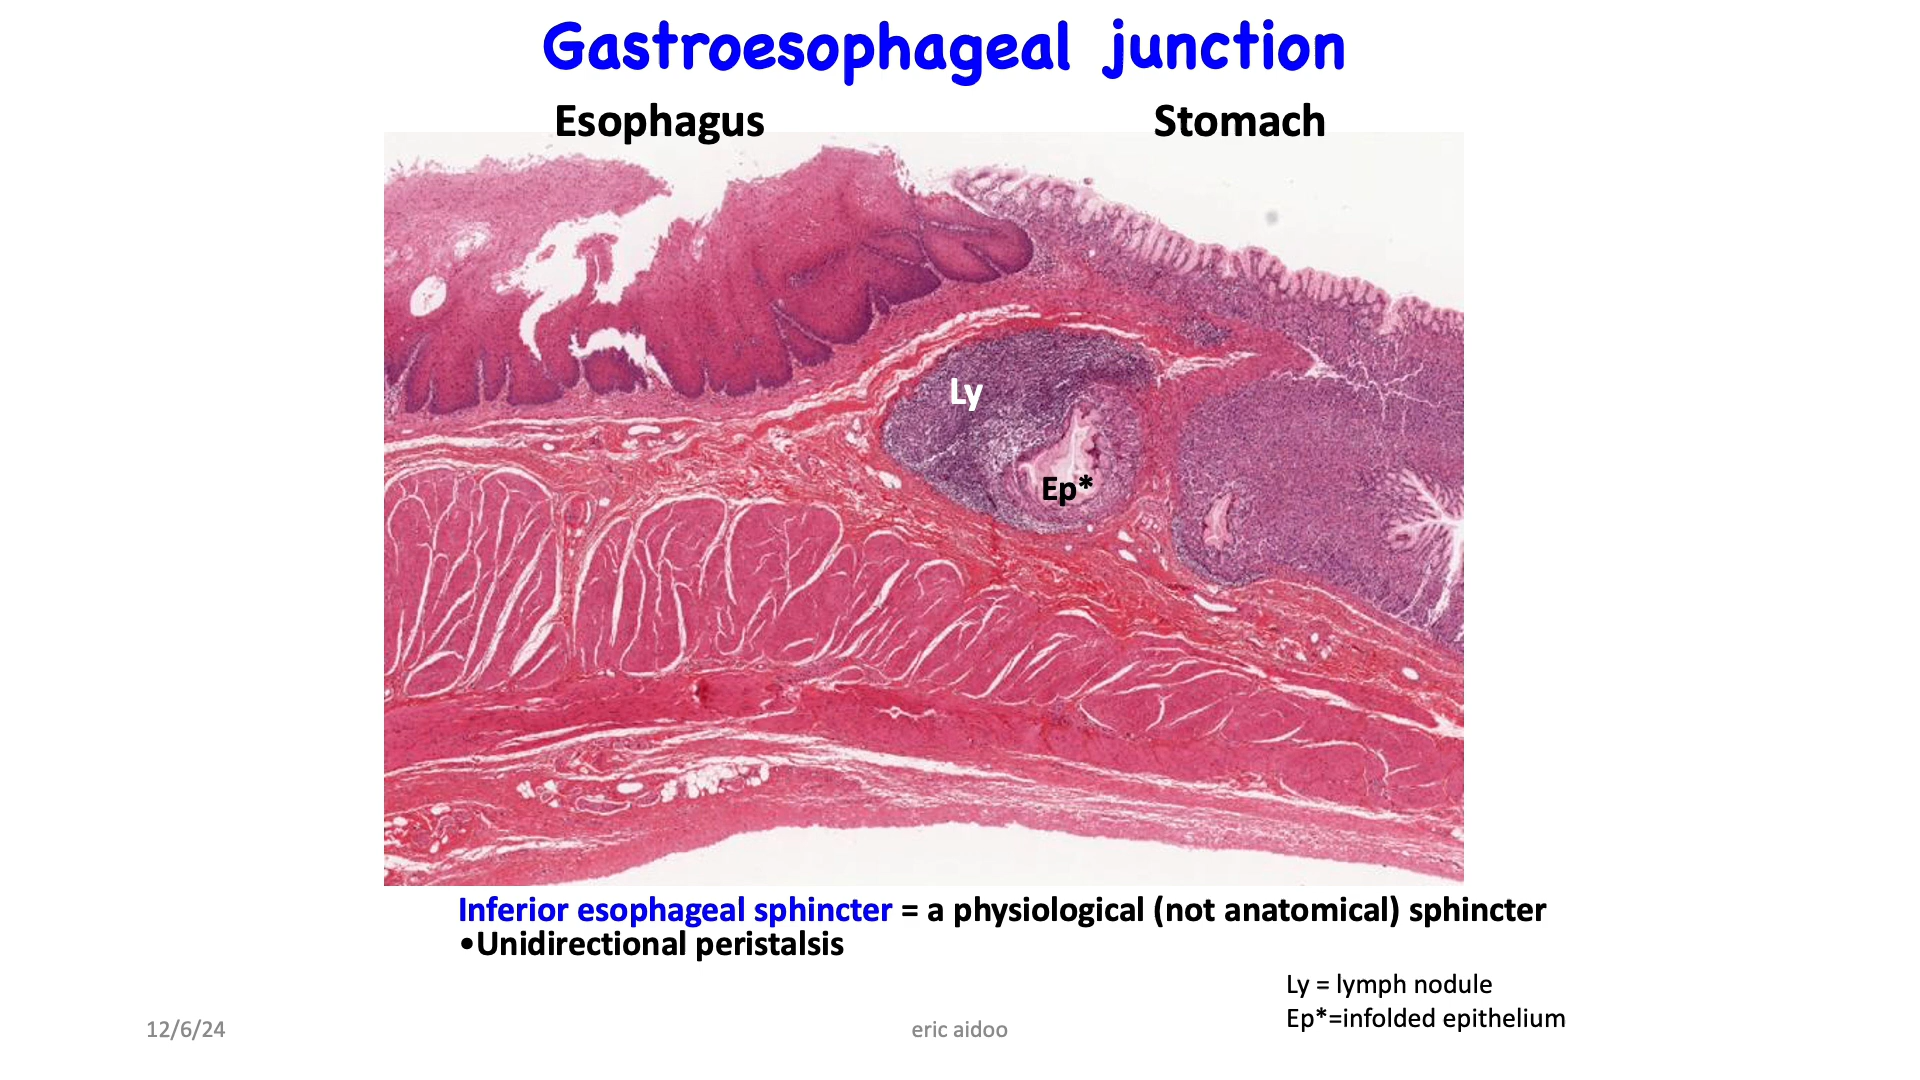 Gastroesophageal junction
Esophagus Stomach
Ly
Ep*
Inferior esophageal sphincter = a physiological (not anatomical) sphincter
•Unidirectional peristalsis
Ly = lymph nodule
Ep*=infolded epithelium
12/6/24 eric aidoo